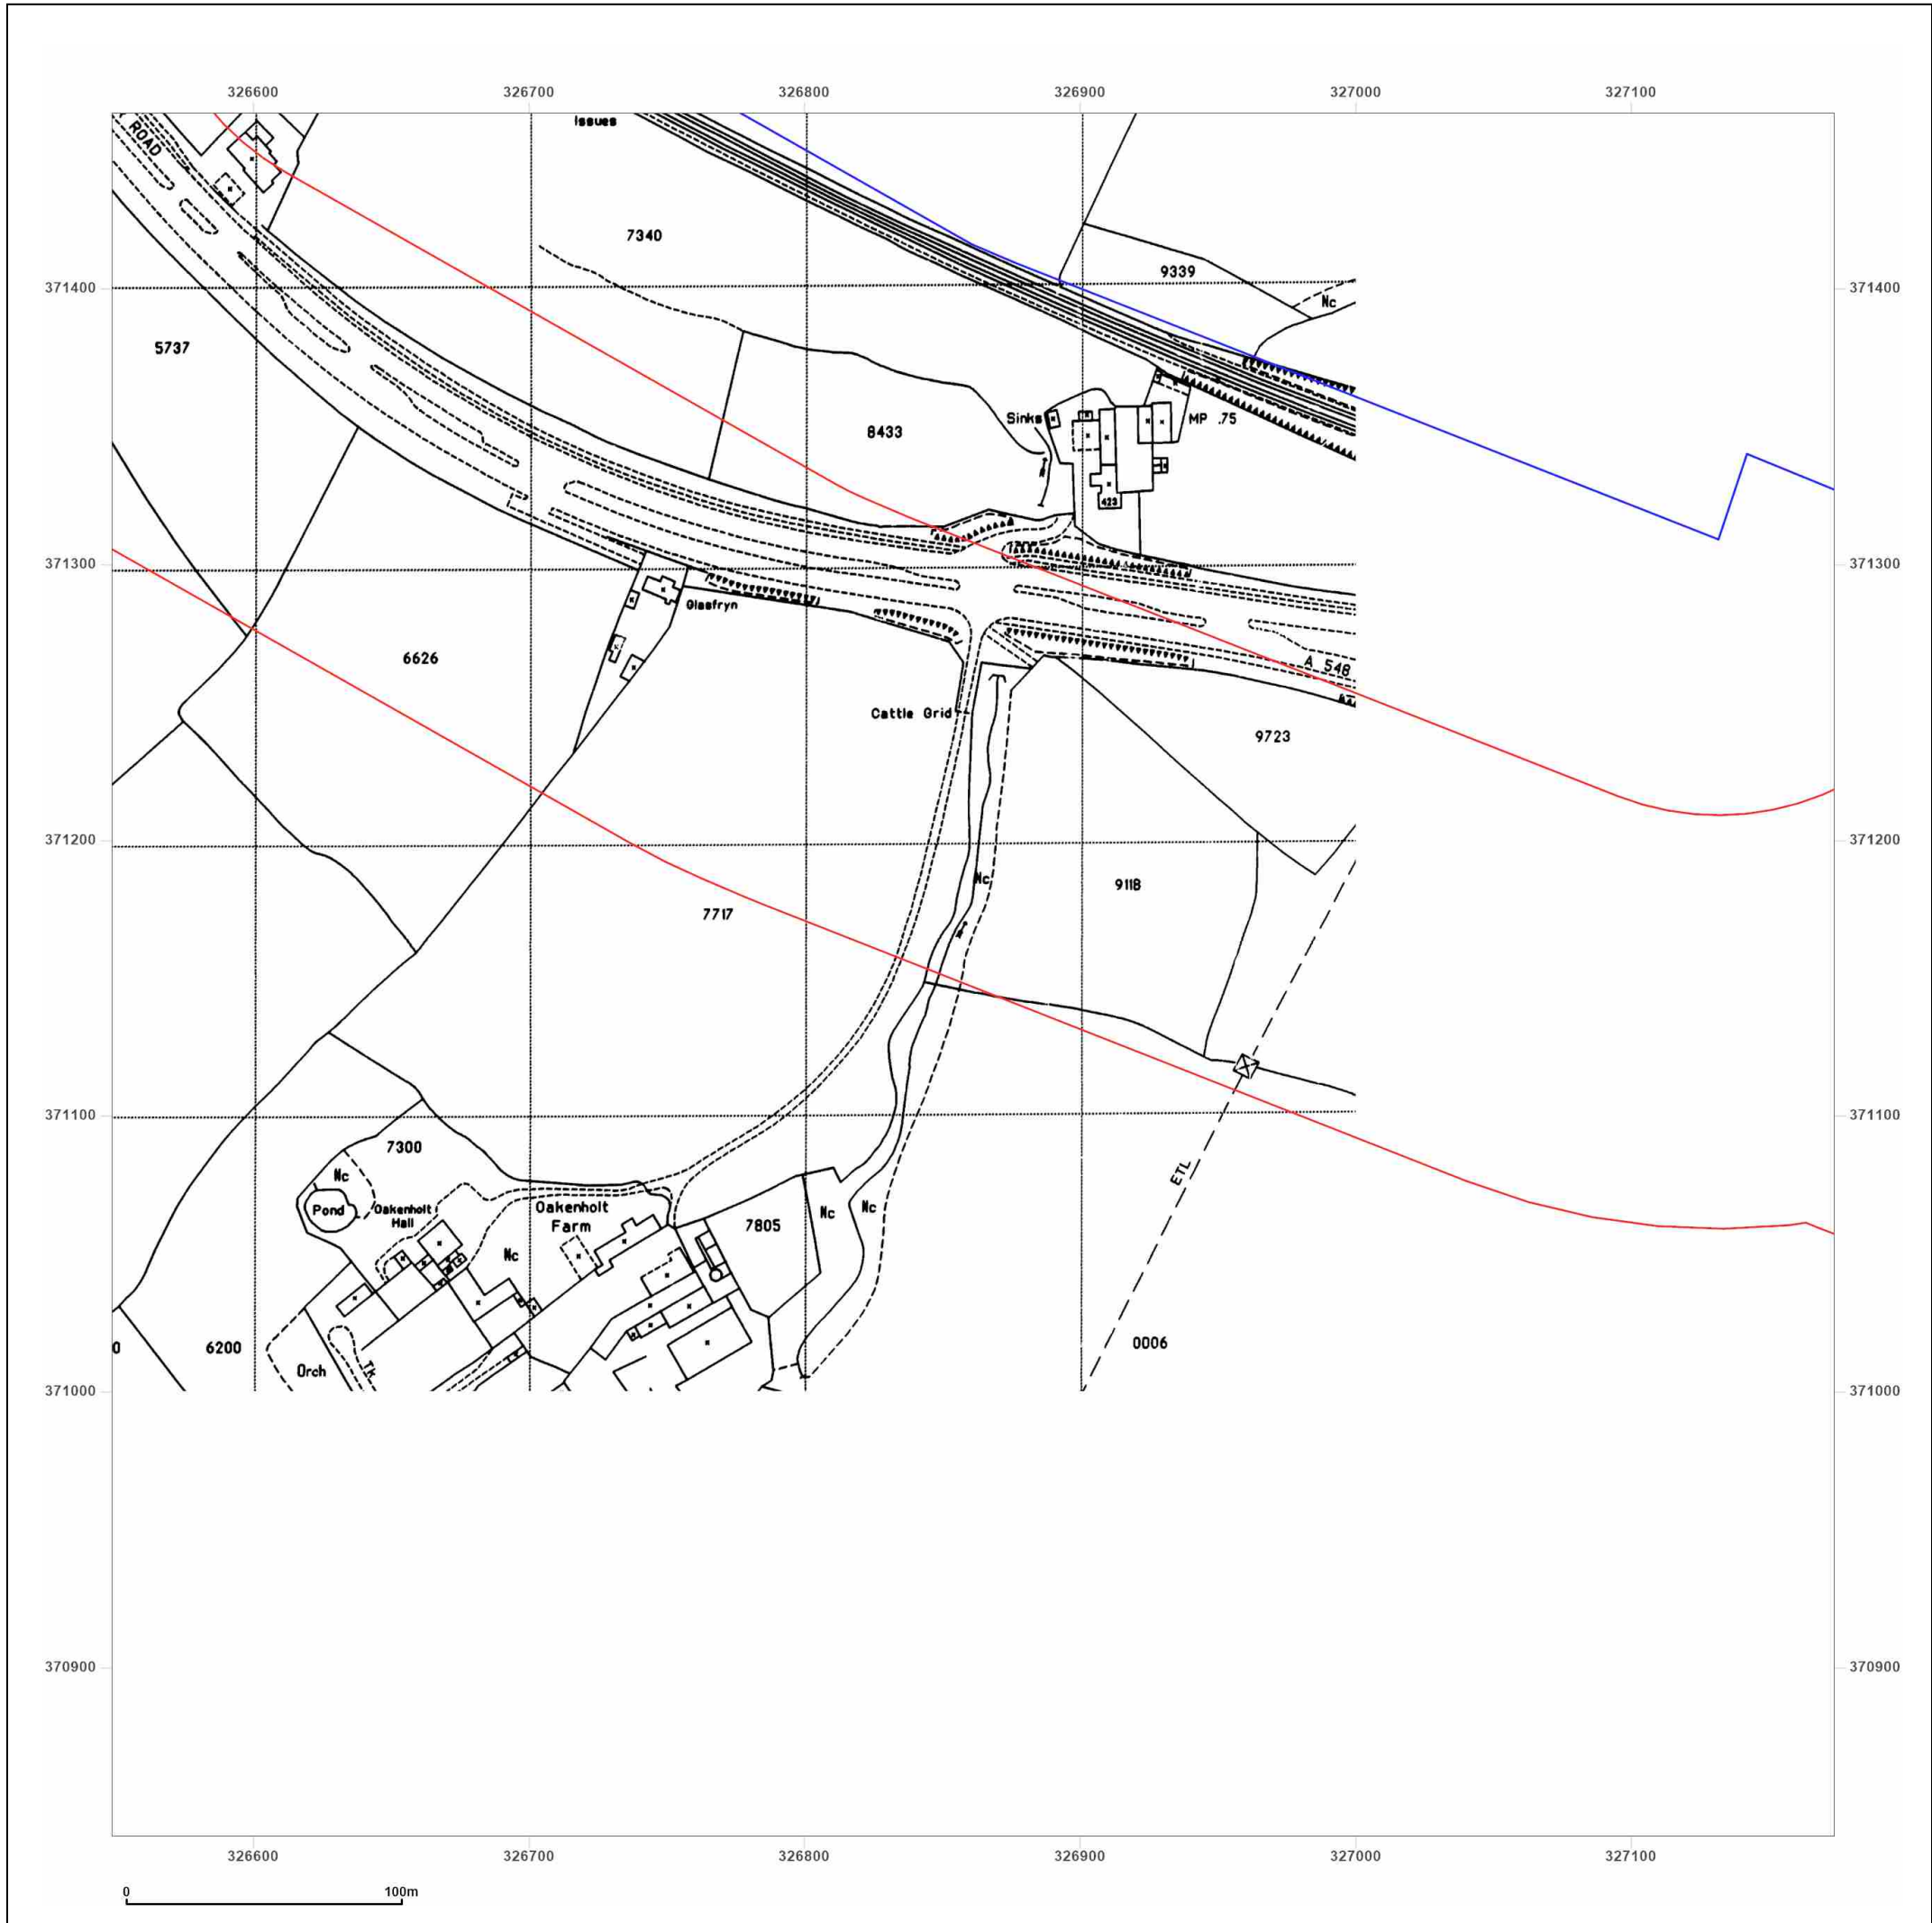 326600 326700 326800 326900 327000 327100
Issues
ROAD
7340
9339
371400 371400
Nc
5737
Sinks
MP .75
8433
423
371300 371300
Glasfryn
6626
A 548
Cattle Grid
9723
371200 371200
Nc
9118
7717
371100 371100
7300
Nc
ETL
Pond
Oakenholt
Hall
Oakenholt
Farm
Nc
Nc
7805
Nc
0
6200
0006
Orch
Tk
371000 371000
370900 370900
326600 326700 326800 326900 327000 327100
0 100m